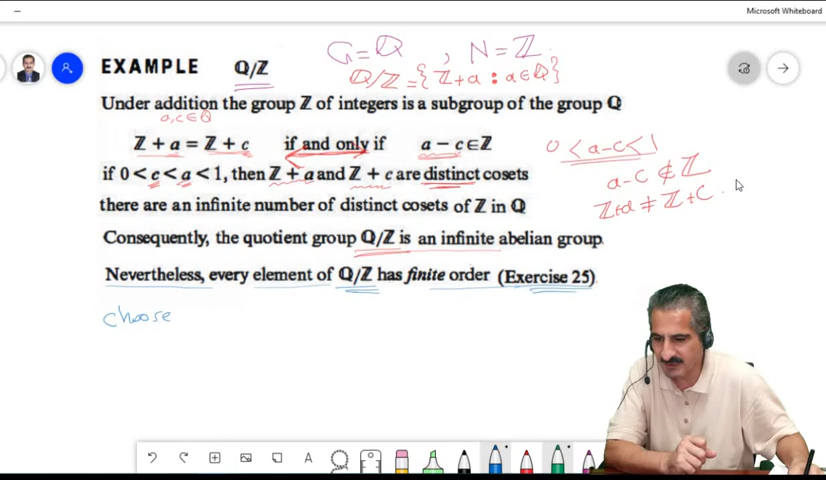 Microsoft Whiteboard
G=Q , N=ℤ.
EXAMPLE Q/Z
Q/ℤ={ℤ+a : a∈Q}
Under addition the group Z of integers is a subgroup of the group Q
a,c∈Q
Z + a = Z + c if and only if a − c∈Z
0<a-c<1
if 0 < c < a < 1, then Z + a and Z + c are distinct cosets
a-c∉ℤ
there are an infinite number of distinct cosets of Z in Q
ℤ+a≠ℤ+c.
Consequently, the quotient group Q/Z is an infinite abelian group.
Nevertheless, every element of Q/Z has finite order (Exercise 25)
choose
A